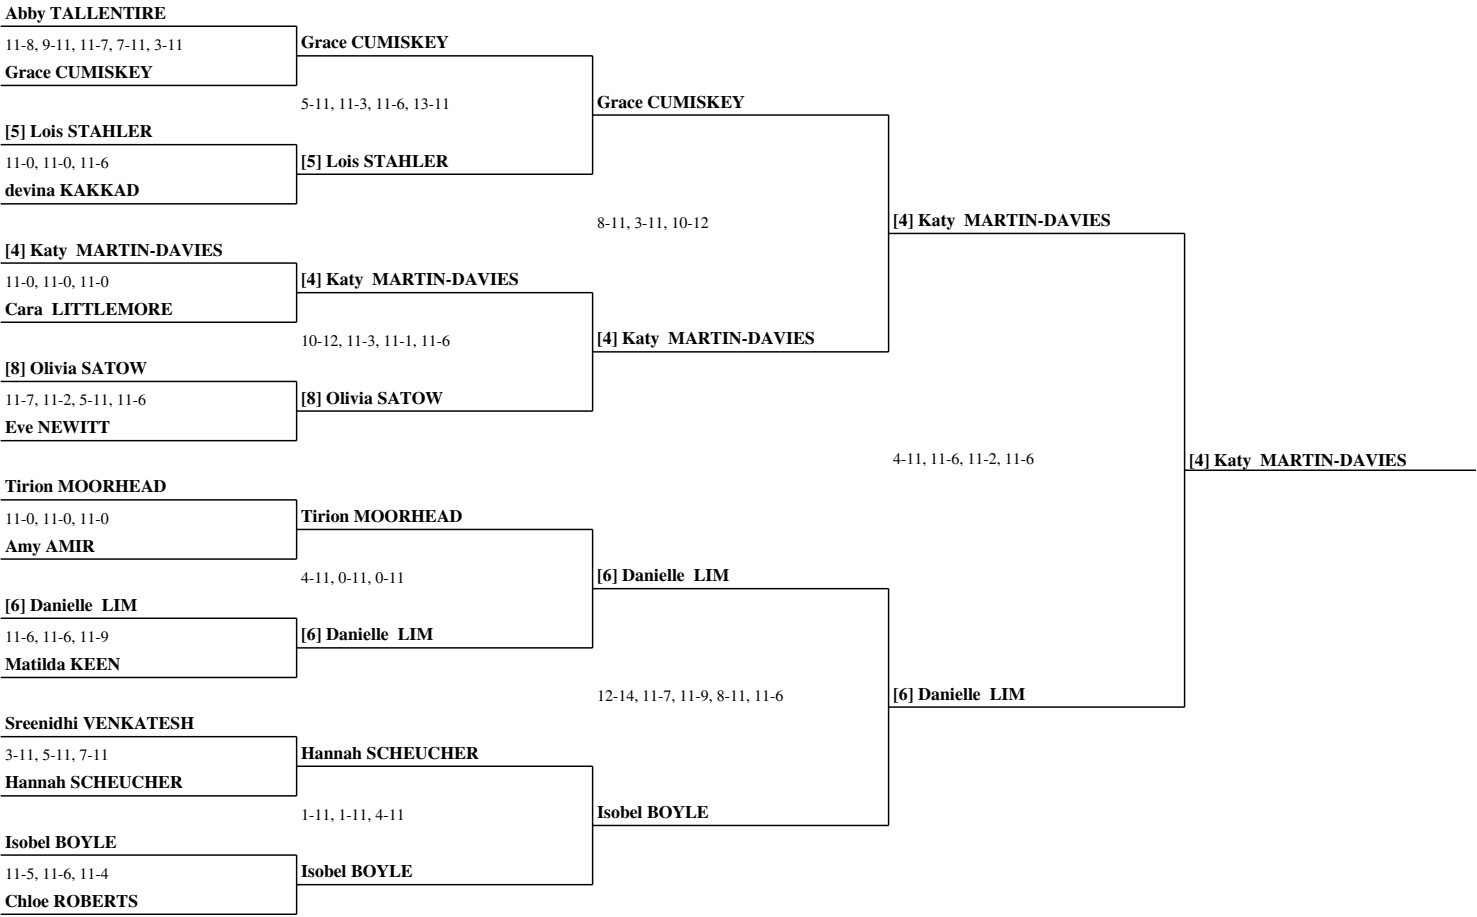 Abby TALLENTIRE
11-8, 9-11, 11-7, 7-11, 3-11
Grace CUMISKEY
Grace CUMISKEY
5-11, 11-3, 11-6, 13-11
Grace CUMISKEY
[5] Lois STAHLER
11-0, 11-0, 11-6
devina KAKKAD
[5] Lois STAHLER
8-11, 3-11, 10-12
[4] Katy  MARTIN-DAVIES
[4] Katy  MARTIN-DAVIES
11-0, 11-0, 11-0
Cara  LITTLEMORE
[4] Katy  MARTIN-DAVIES
10-12, 11-3, 11-1, 11-6
[4] Katy  MARTIN-DAVIES
[8] Olivia SATOW
11-7, 11-2, 5-11, 11-6
Eve NEWITT
[8] Olivia SATOW
4-11, 11-6, 11-2, 11-6
[4] Katy  MARTIN-DAVIES
Tirion MOORHEAD
11-0, 11-0, 11-0
Amy AMIR
Tirion MOORHEAD
4-11, 0-11, 0-11
[6] Danielle  LIM
[6] Danielle  LIM
11-6, 11-6, 11-9
Matilda KEEN
[6] Danielle  LIM
12-14, 11-7, 11-9, 8-11, 11-6
[6] Danielle  LIM
Sreenidhi VENKATESH
3-11, 5-11, 7-11
Hannah SCHEUCHER
Hannah SCHEUCHER
1-11, 1-11, 4-11
Isobel BOYLE
Isobel BOYLE
11-5, 11-6, 11-4
Chloe ROBERTS
Isobel BOYLE